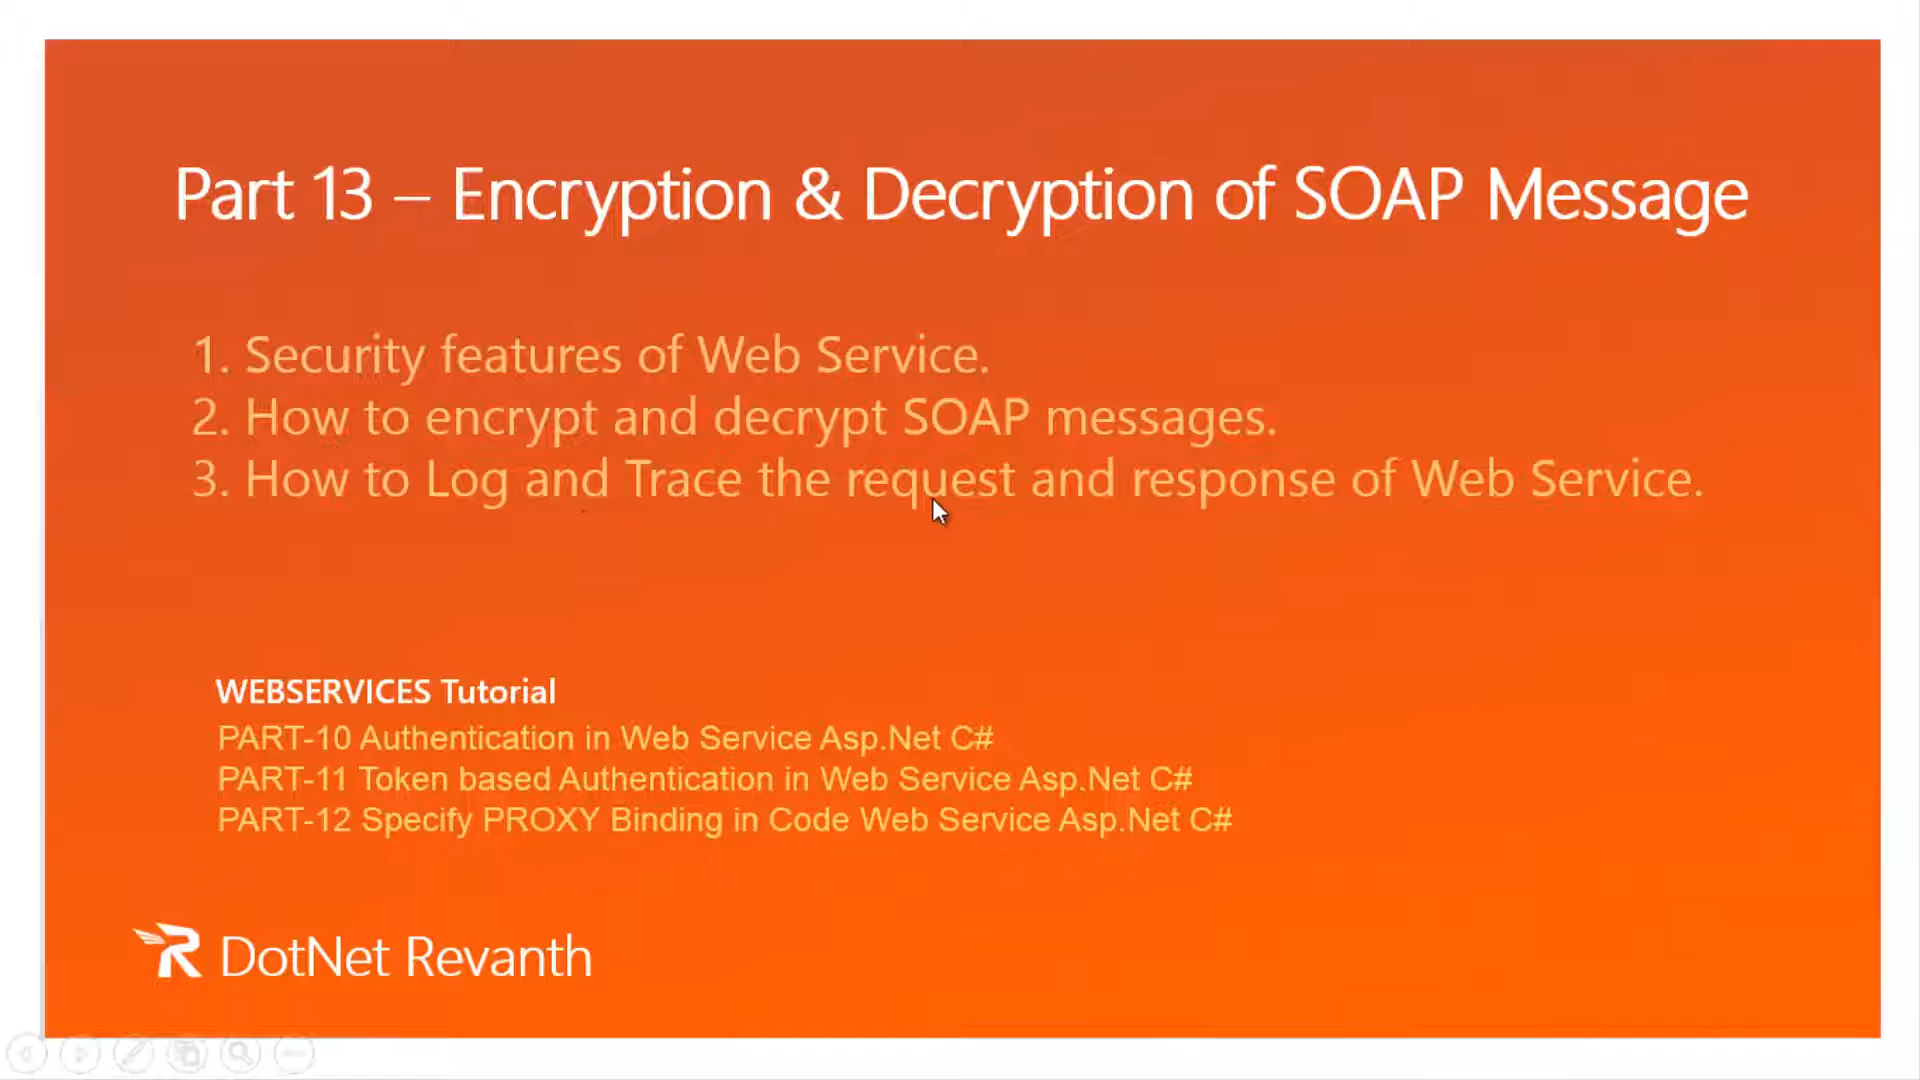 Part 13 – Encryption & Decryption of SOAP Message
1. Security features of Web Service.
2. How to encrypt and decrypt SOAP messages.
3. How to Log and Trace the request and response of Web Service.
WEBSERVICES Tutorial
PART-10 Authentication in Web Service Asp.Net C#
PART-11 Token based Authentication in Web Service Asp.Net C#
PART-12 Specify PROXY Binding in Code Web Service Asp.Net C#
DotNet Revanth